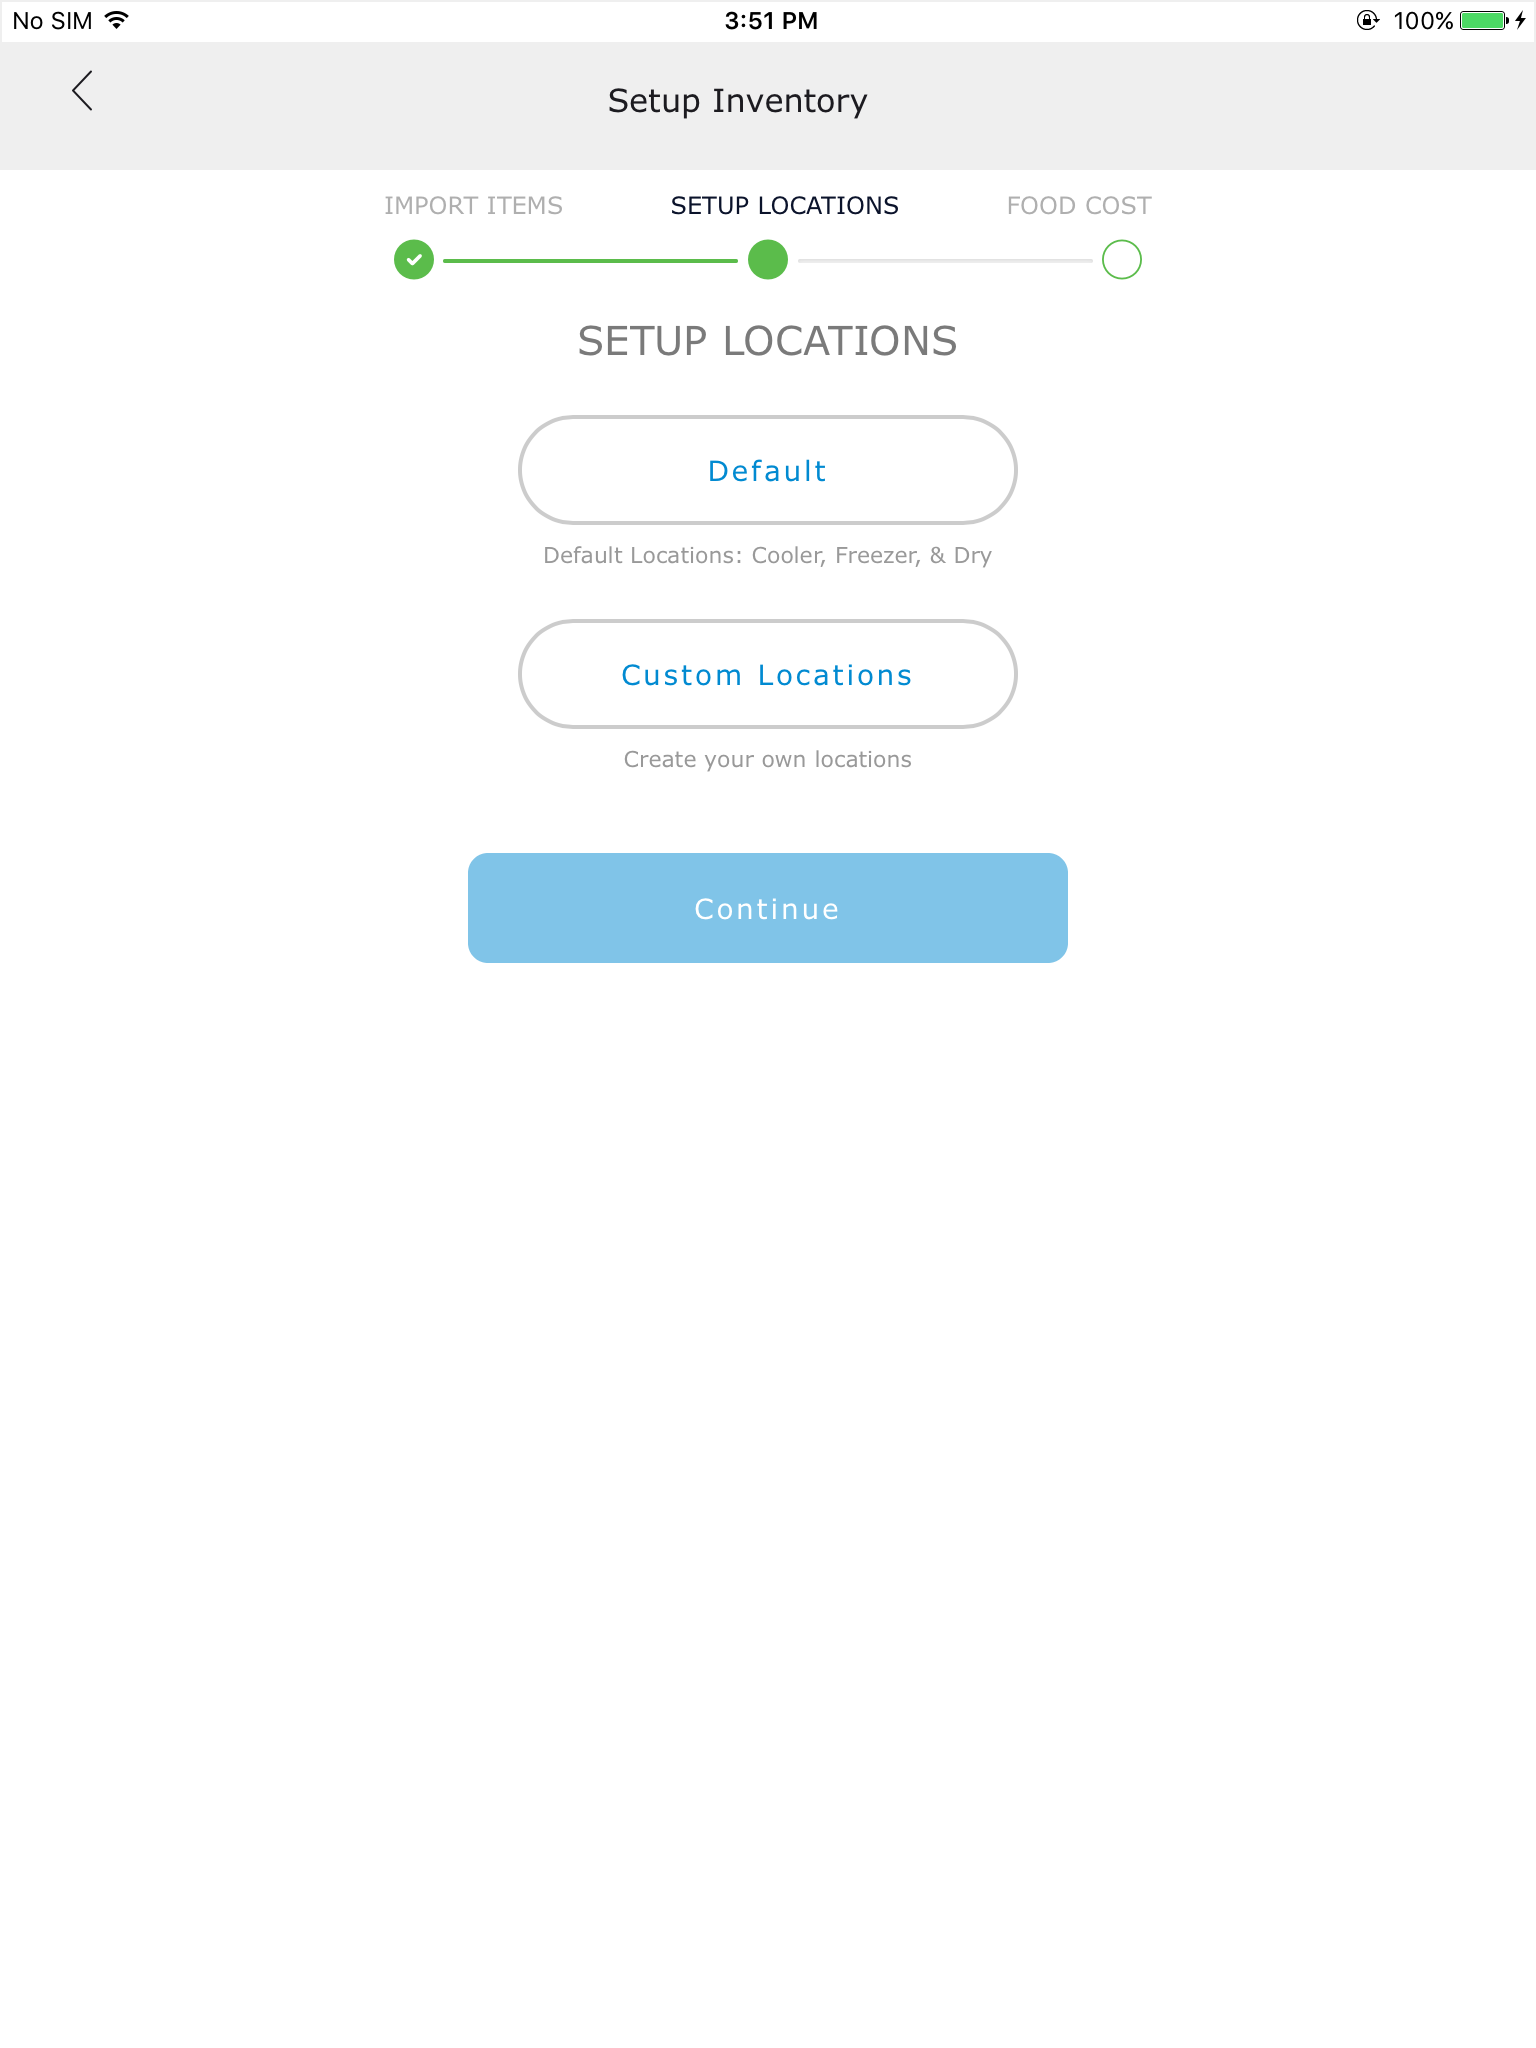 No SIM
3:51 PM
100%
Setup Inventory
IMPORT ITEMS
SETUP LOCATIONS
FOOD COST
SETUP LOCATIONS
Default
Default Locations: Cooler, Freezer, & Dry
Custom Locations
Create your own locations
Continue